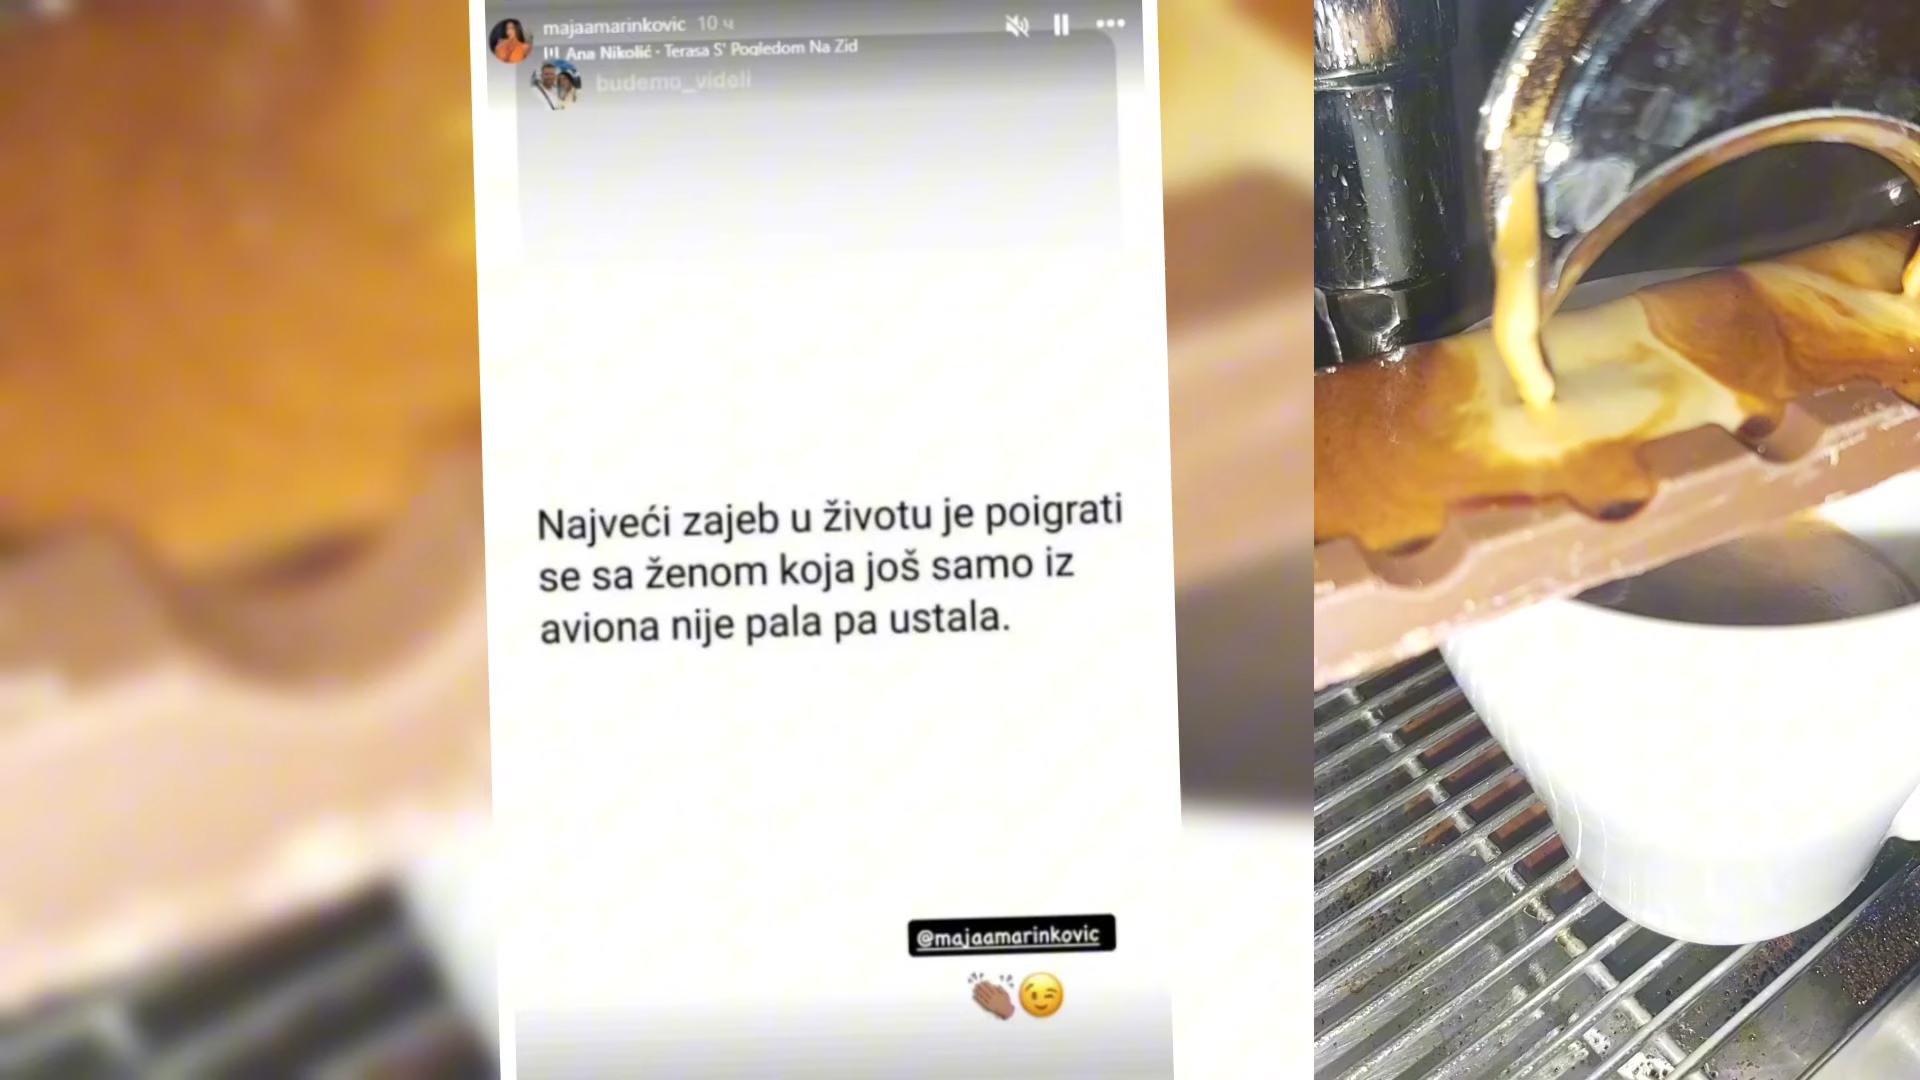 majaamarinkovic 10 ч
Ana Nikolić · Terasa S' Pogledom Na Zid
budemo_videli
Najveći zajeb u životu je poigrati
se sa ženom koja još samo iz
aviona nije pala pa ustala.
@majaamarinkovic